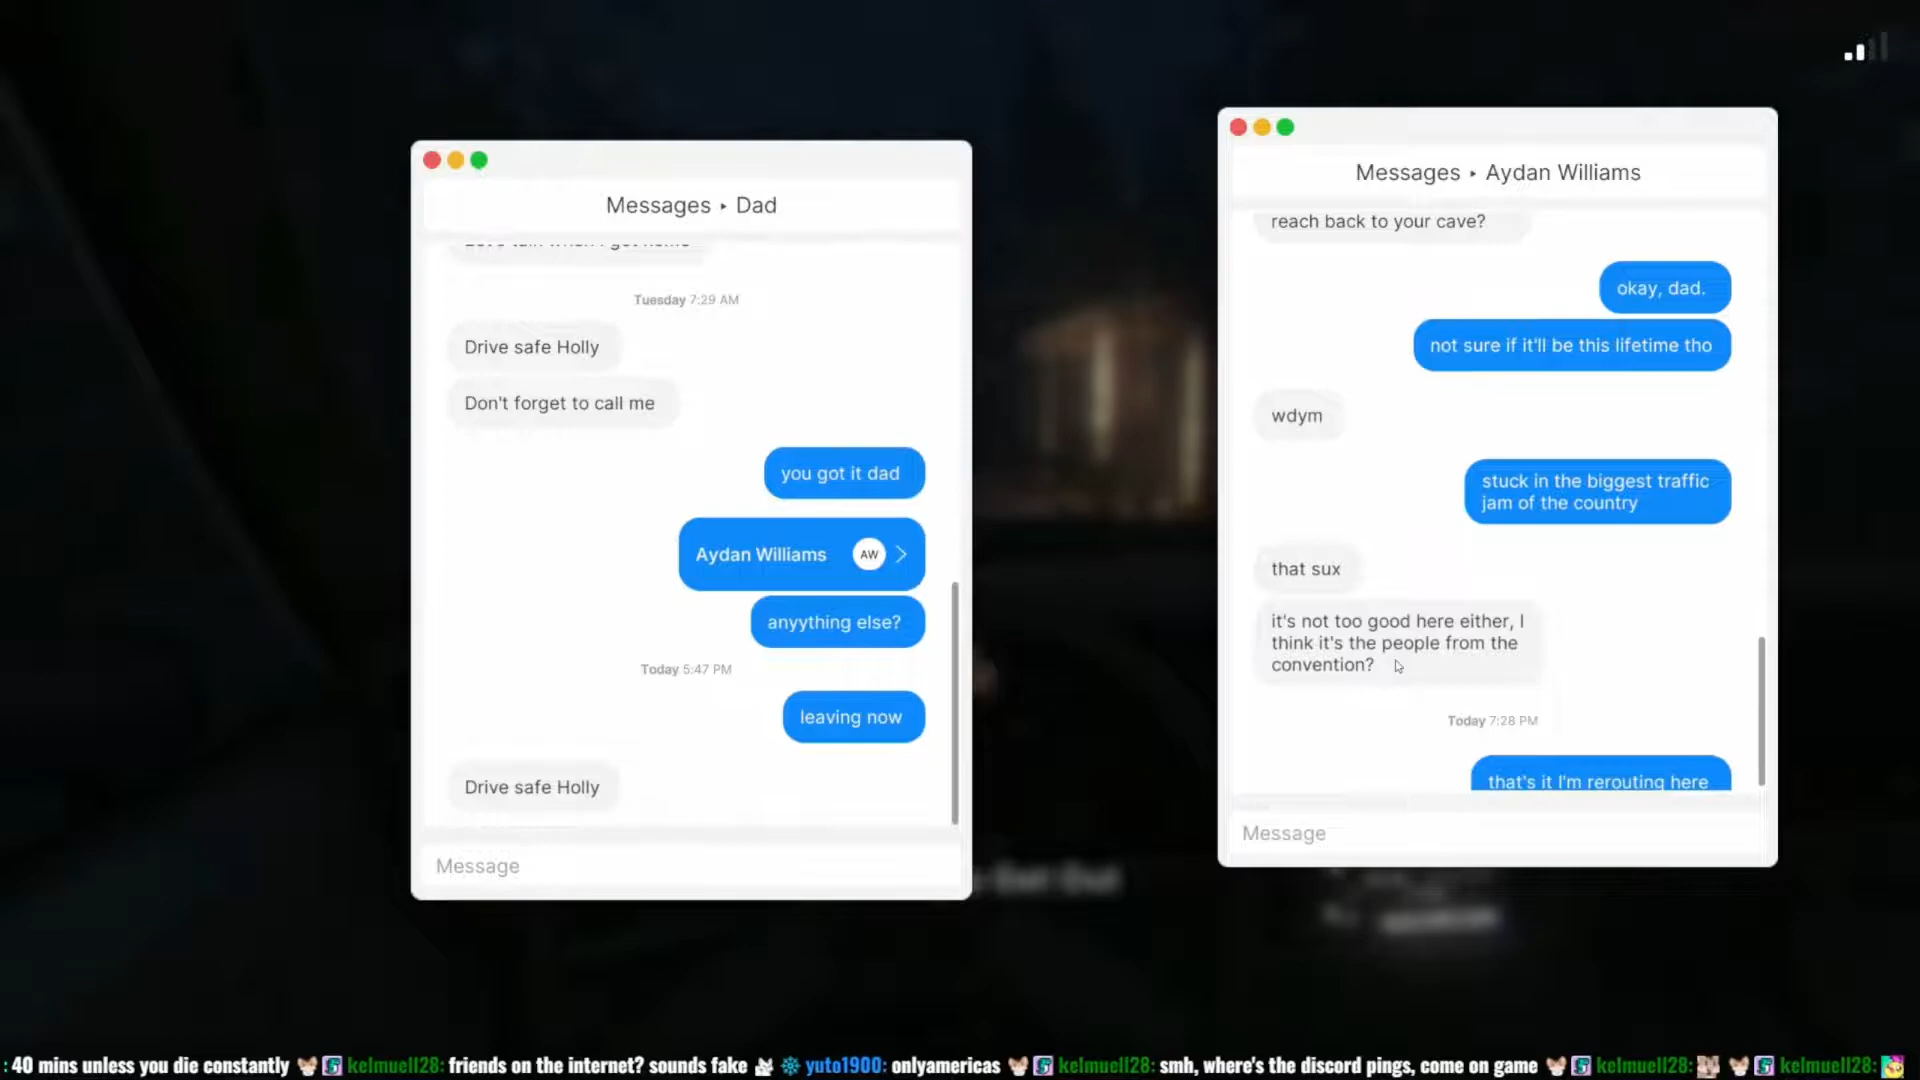 Messages ▸ Dad
Tuesday 7:29 AM
Drive safe Holly
Don't forget to call me
you got it dad
Aydan Williams AW
anyything else?
Today 5:47 PM
leaving now
Drive safe Holly
Message
Messages ▸ Aydan Williams
reach back to your cave?
okay, dad.
not sure if it'll be this lifetime tho
wdym
stuck in the biggest traffic
jam of the country
that sux
it's not too good here either, I
think it's the people from the
convention?
Today 7:28 PM
that's it I'm rerouting here
Message
: 40 mins unless you die constantly kelmuell28: friends on the internet? sounds fake yuto1900: onlyamericas kelmuell28: smh, where's the discord pings, come on game kelmuell28: kelmuell28: